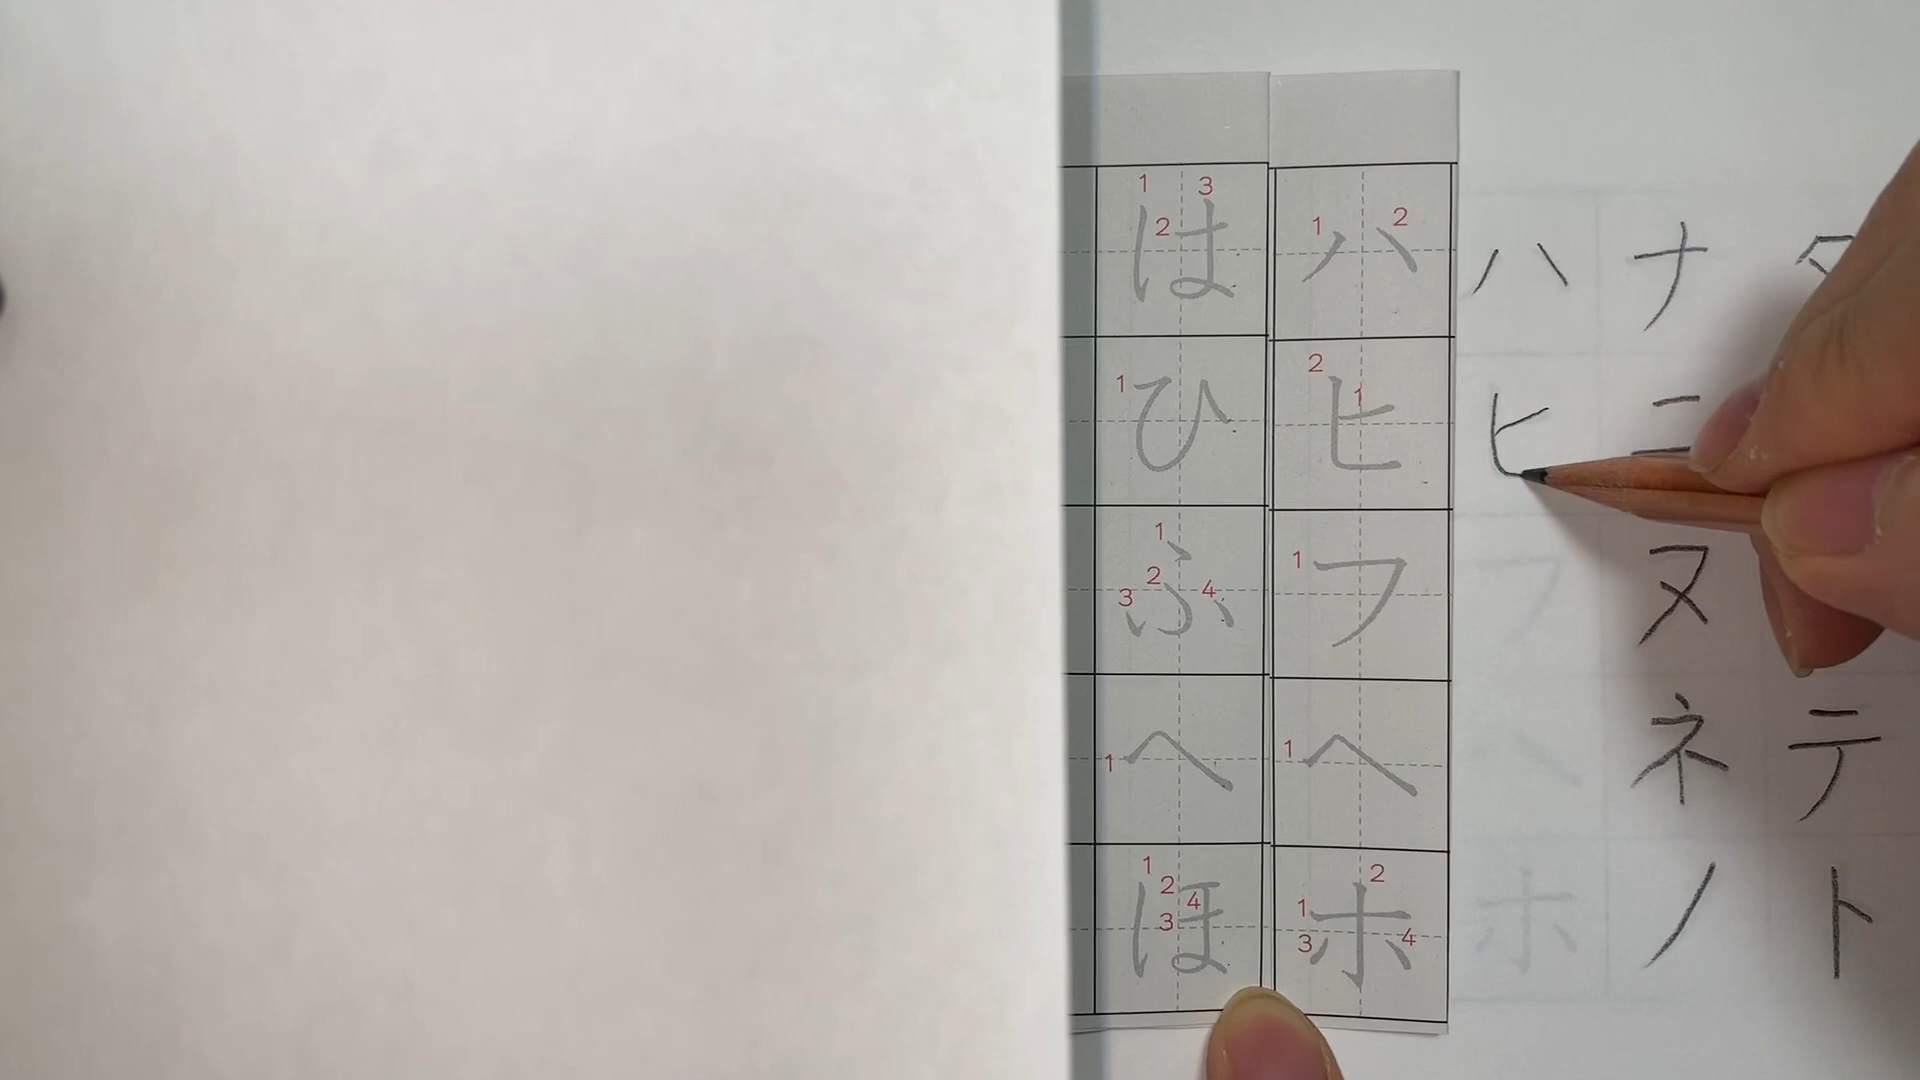 は ハ ハ ナ タ
ひ ヒ ヒ ニ
ふ フ フ ヌ
へ ヘ ヘ ネ テ
ほ ホ ホ ノ ト